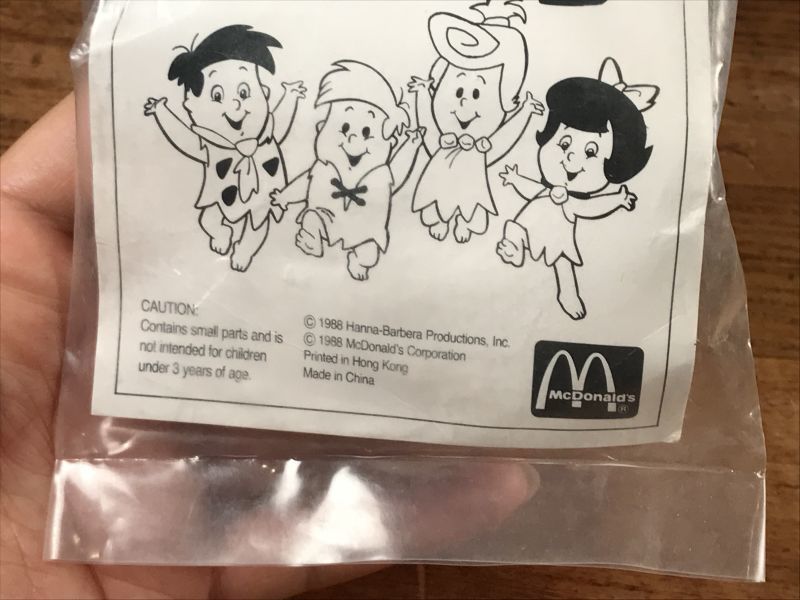 CAUTION:
Contains small parts and is
not intended for children
under 3 years of age.
© 1988 Hanna-Barbera Productions, Inc.
© 1988 McDonald's Corporation
Printed in Hong Kong
Made in China
McDonald's
®